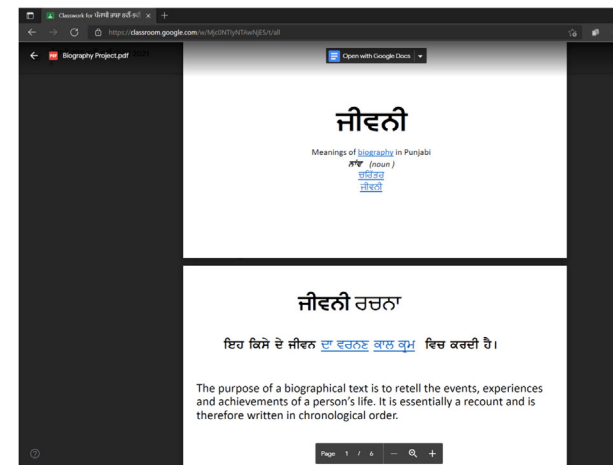 Classwork for ਪੰਜਾਬੀ
https://classroom.google.com/w/Mjc0NTIyNTAwNjE5/t/all
Biography Project.pdf
Open with Google Docs
ਜੀਵਨੀ
Meanings of biography in Punjabi
ਨਾਂਵ (noun )
ਚਰਿੱਤਰ
ਜੀਵਨੀ
ਜੀਵਨੀ ਰਚਨਾ
ਇਹ ਕਿਸੇ ਦੇ ਜੀਵਨ ਦਾ ਵਰਨਣ ਕਾਲ ਕ੍ਰਮ ਵਿਚ ਕਰਦੀ ਹੈ।
The purpose of a biographical text is to retell the events, experiences
and achievements of a person's life. It is essentially a recount and is
therefore written in chronological order.
Page 1 / 6